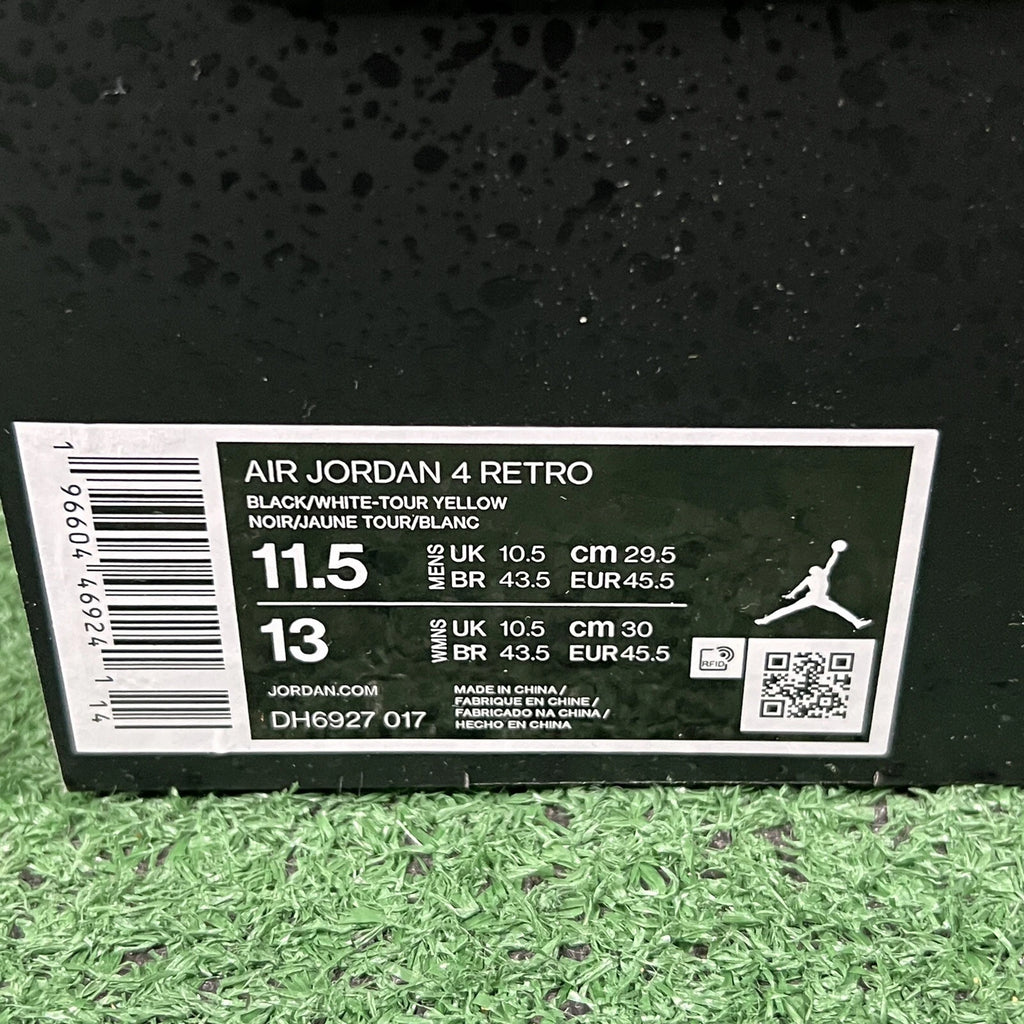 AIR JORDAN 4 RETRO
BLACK/WHITE-TOUR YELLOW
NOIR/JAUNE TOUR/BLANC
11.5 MENS UK 10.5 cm 29.5
BR 43.5 EUR 45.5
13 WMNS UK 10.5 cm 30
BR 43.5 EUR 45.5
RFID
JORDAN.COM
DH6927 017
MADE IN CHINA /
FABRIQUE EN CHINE /
FABRICADO NA CHINA /
HECHO EN CHINA
1 96604 46924 1 14